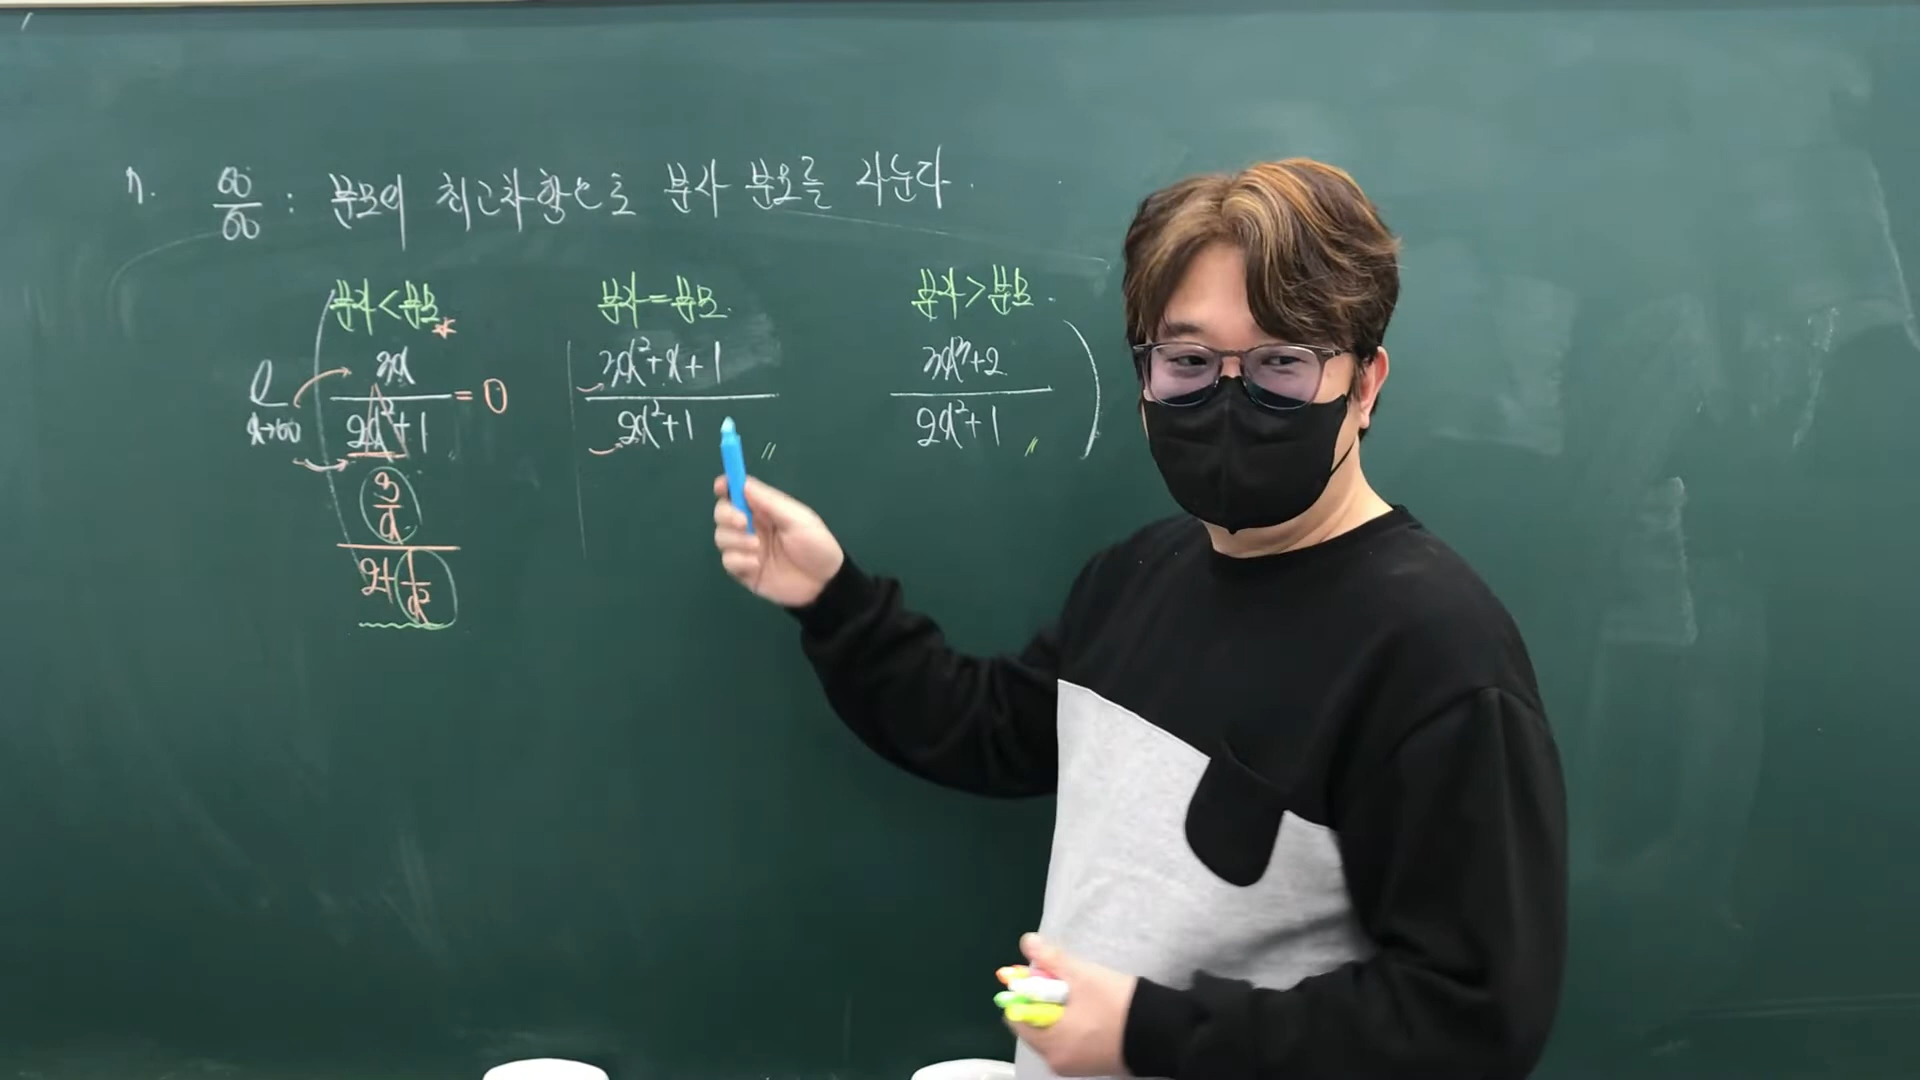 ㄱ. ∞/∞ : 분모의 최고차항으로 분자 분모를 나눈다.
분자<분모 * 분자=분모. 분자>분모.
lim x→∞ 3x/(2x²+1) = 0 (3x²+x+1)/(2x²+1) (3x³+2)/(2x²+1)
(3/x)/(2+1/x²)